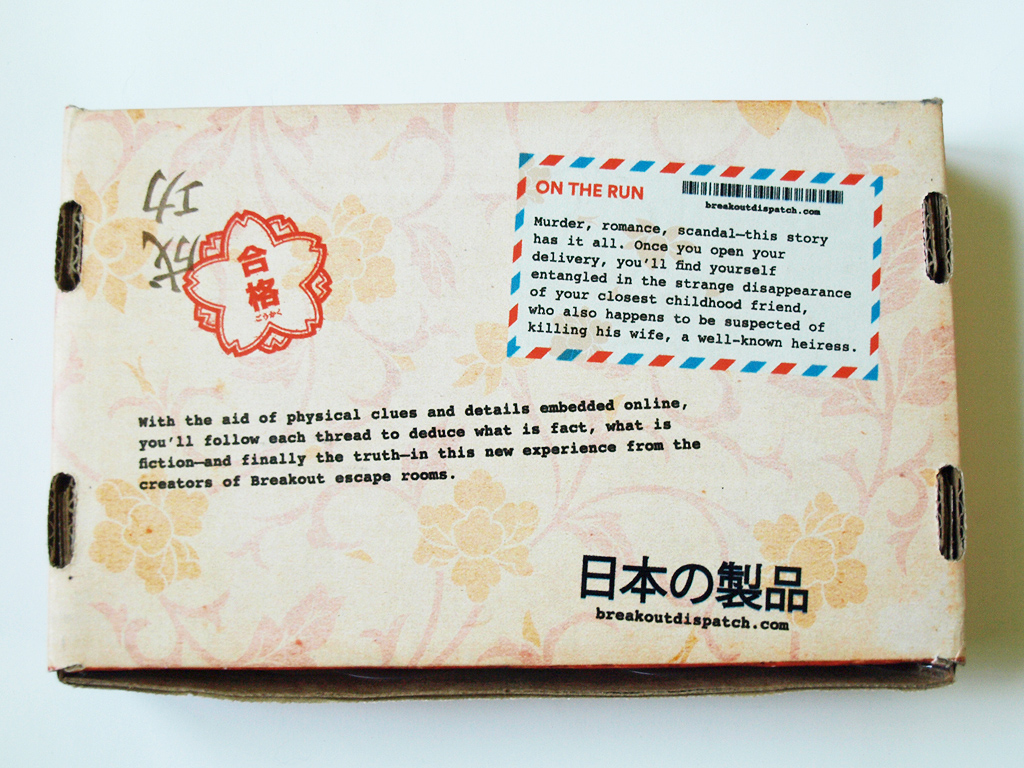 成功
合格
ごうかく
ON THE RUN
breakoutdispatch.com
Murder, romance, scandal—this story
has it all. Once you open your
delivery, you'll find yourself
entangled in the strange disappearance
of your closest childhood friend,
who also happens to be suspected of
killing his wife, a well-known heiress.
With the aid of physical clues and details embedded online,
you'll follow each thread to deduce what is fact, what is
fiction—and finally the truth—in this new experience from the
creators of Breakout escape rooms.
日本の製品
breakoutdispatch.com